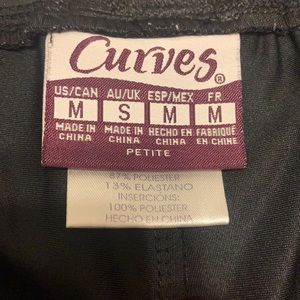 Curves®
US/CAN AU/UK ESP/MEX FR
M S M M
MADE IN MADE IN HECHO EN FABRIQUÉ
CHINA CHINA CHINA EN CHINE
PETITE
87% POLIESTER
13% ELASTANO
INSERCIONS:
100% POLIESTER
HECHO EN CHINA